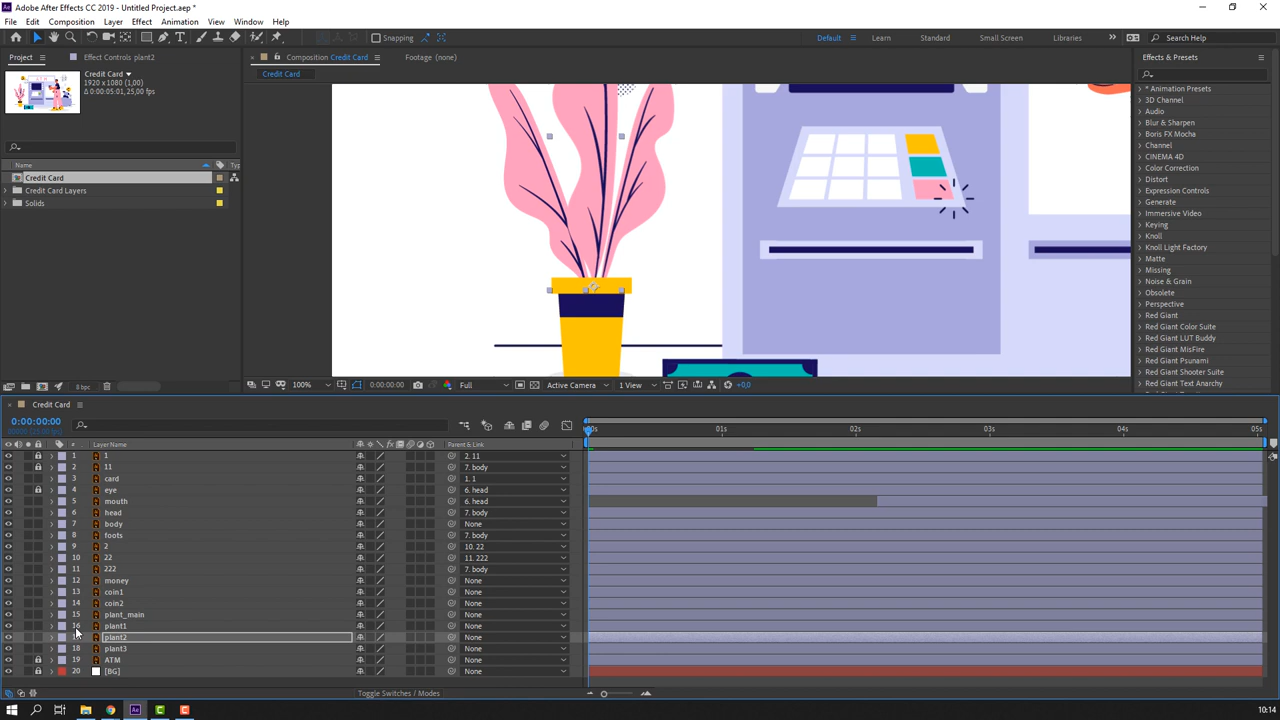 Adobe After Effects CC 2019 - Untitled Project.aep *
File Edit Composition Layer Effect Animation View Window Help
Snapping
Default Learn Standard Small Screen Libraries Search Help
Project Effect Controls plant2
Composition Credit Card Footage (none)
Effects & Presets
Credit Card
Credit Card
1920 x 1080 (1,00)
Δ 0:00:05:01, 25,00 fps
* Animation Presets
3D Channel
Audio
Blur & Sharpen
Boris FX Mocha
Channel
CINEMA 4D
Color Correction
Distort
Expression Controls
Generate
Immersive Video
Keying
Knoll
Knoll Light Factory
Matte
Missing
Noise & Grain
Obsolete
Perspective
Red Giant
Red Giant Color Suite
Red Giant LUT Buddy
Red Giant MisFire
Red Giant Psunami
Red Giant Shooter Suite
Red Giant Text Anarchy
Name Typ
Credit Card
Credit Card Layers
Solids
8 bpc
100% 0:00:00:00 Full Active Camera 1 View +0,0
Credit Card
0:00:00:00
# Layer Name Parent & Link
01s 02s 03s 04s 05s
1 1 2. 11
2 11 7. body
3 card 1. 1
4 eye 6. head
5 mouth 6. head
6 head 7. body
7 body None
8 foots 7. body
9 2 10. 22
10 22 11. 222
11 222 7. body
12 money None
13 coin1 None
14 coin2 None
15 plant_main None
16 plant1 None
plant2 None
18 plant3 None
19 ATM None
20 [BG] None
Toggle Switches / Modes
10:14